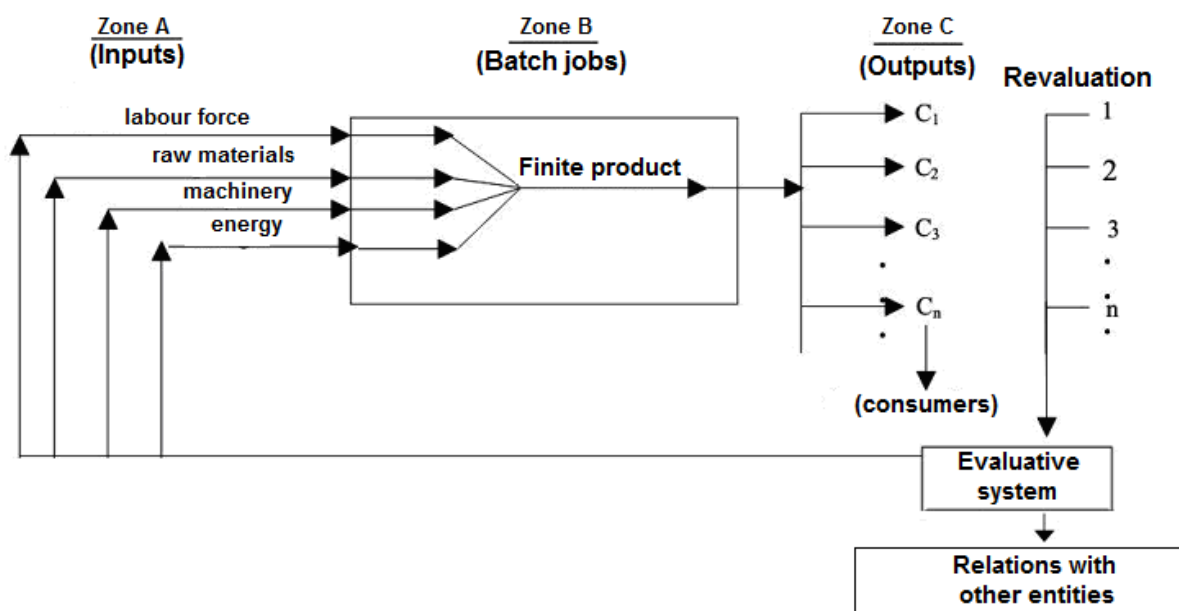 Zone A
(Inputs)
Zone B
(Batch jobs)
Zone C
(Outputs)
Revaluation
labour force
raw materials
machinery
energy
Finite product
C1
C2
C3
Cn
(consumers)
1
2
3
n
Evaluative
system
Relations with
other entities